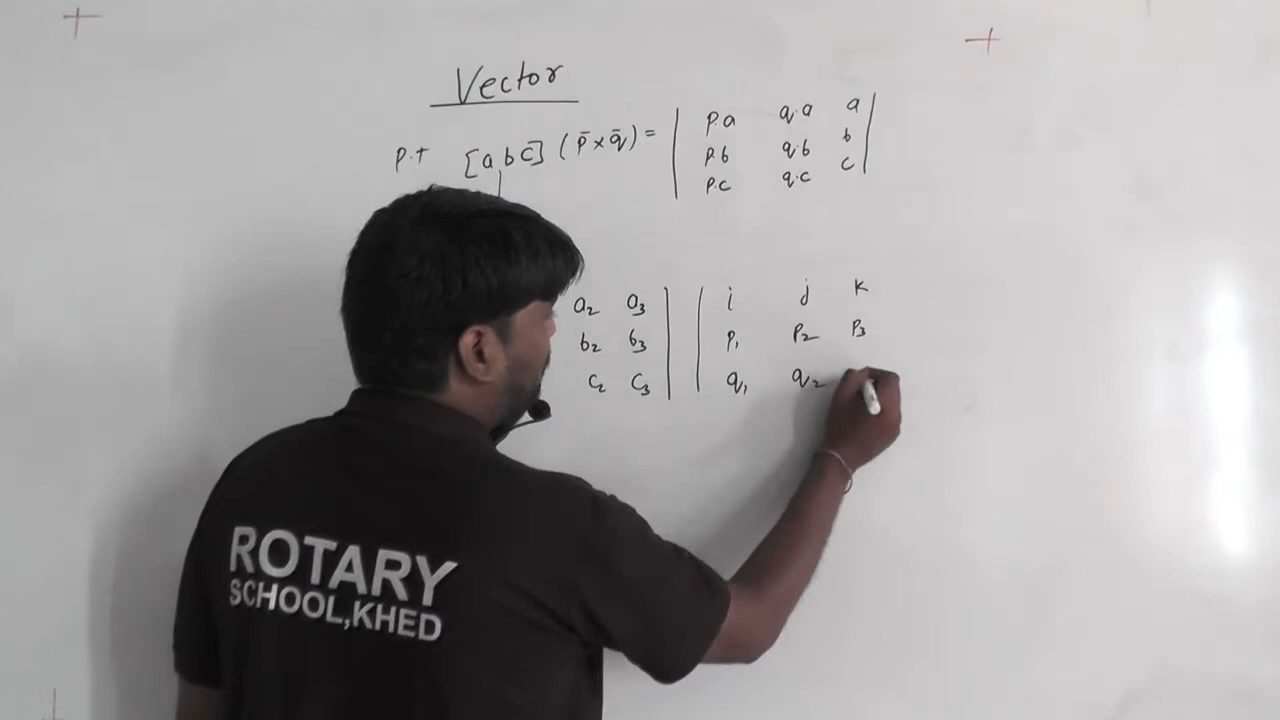 Vector
p.t [a b c̄] (p̄ × q̄) = | p.a q.a a |
| p.b q.b b |
| p.c q.c c |
a₂ a₃ | | i j k
b₂ b₃ | | p₁ p₂ p₃
c₂ c₃ | | q₁ q₂
ROTARY
SCHOOL,KHED